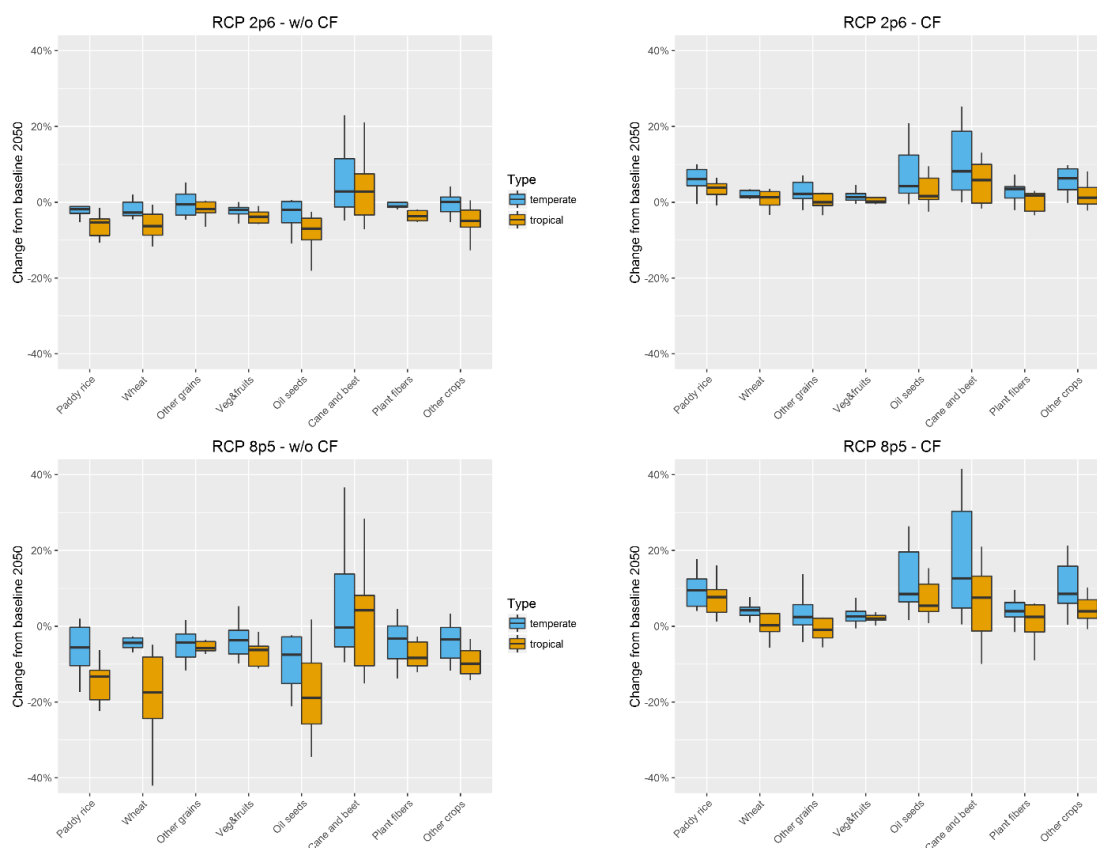 RCP 2p6 - w/o CF
Change from baseline 2050
40%
20%
0%
-20%
-40%
Paddy rice
Wheat
Other grains
Veg&fruits
Oil seeds
Cane and beet
Plant fibers
Other crops
Type
temperate
tropical
RCP 2p6 - CF
Change from baseline 2050
40%
20%
0%
-20%
-40%
Paddy rice
Wheat
Other grains
Veg&fruits
Oil seeds
Cane and beet
Plant fibers
Other crops
RCP 8p5 - w/o CF
Change from baseline 2050
40%
20%
0%
-20%
-40%
Paddy rice
Wheat
Other grains
Veg&fruits
Oil seeds
Cane and beet
Plant fibers
Other crops
Type
temperate
tropical
RCP 8p5 - CF
Change from baseline 2050
40%
20%
0%
-20%
-40%
Paddy rice
Wheat
Other grains
Veg&fruits
Oil seeds
Cane and beet
Plant fibers
Other crops